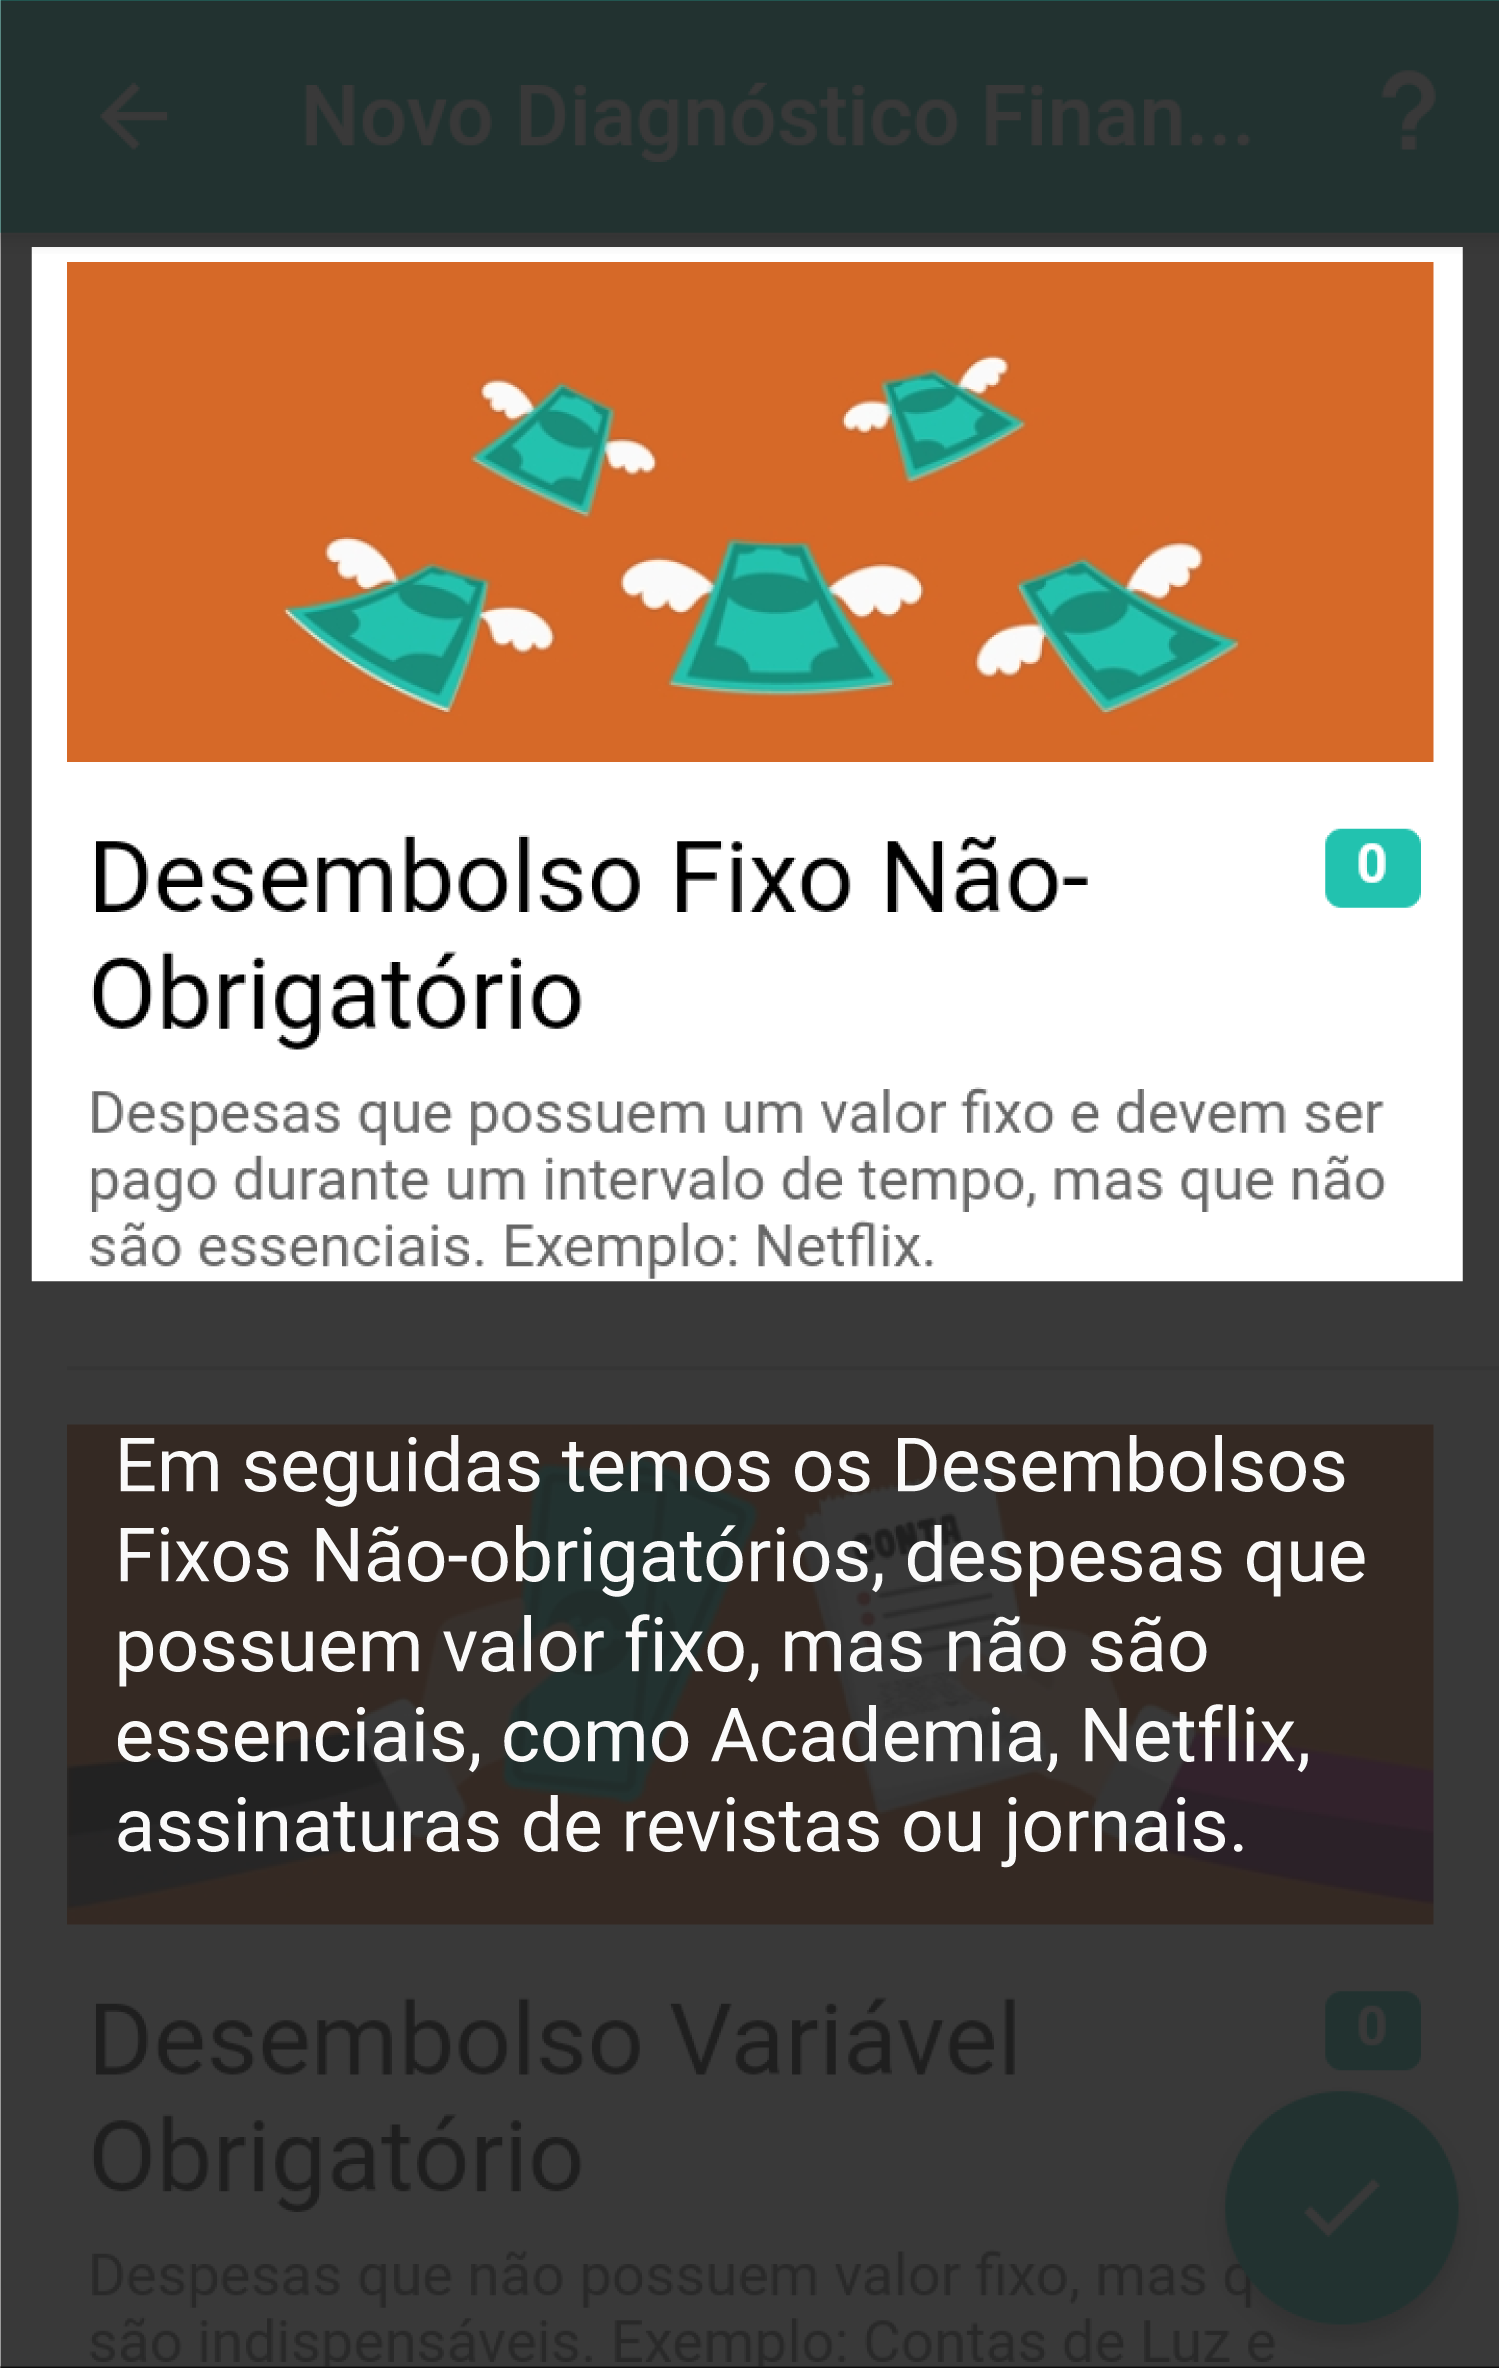 Novo Diagnóstico Finan... ?
Desembolso Fixo Não-
Obrigatório
0
Despesas que possuem um valor fixo e devem ser
pago durante um intervalo de tempo, mas que não
são essenciais. Exemplo: Netflix.
CONTA
Em seguidas temos os Desembolsos
Fixos Não-obrigatórios, despesas que
possuem valor fixo, mas não são
essenciais, como Academia, Netflix,
assinaturas de revistas ou jornais.
Desembolso Variável
Obrigatório
0
Despesas que não possuem valor fixo, mas q
são indispensáveis. Exemplo: Contas de Luz e